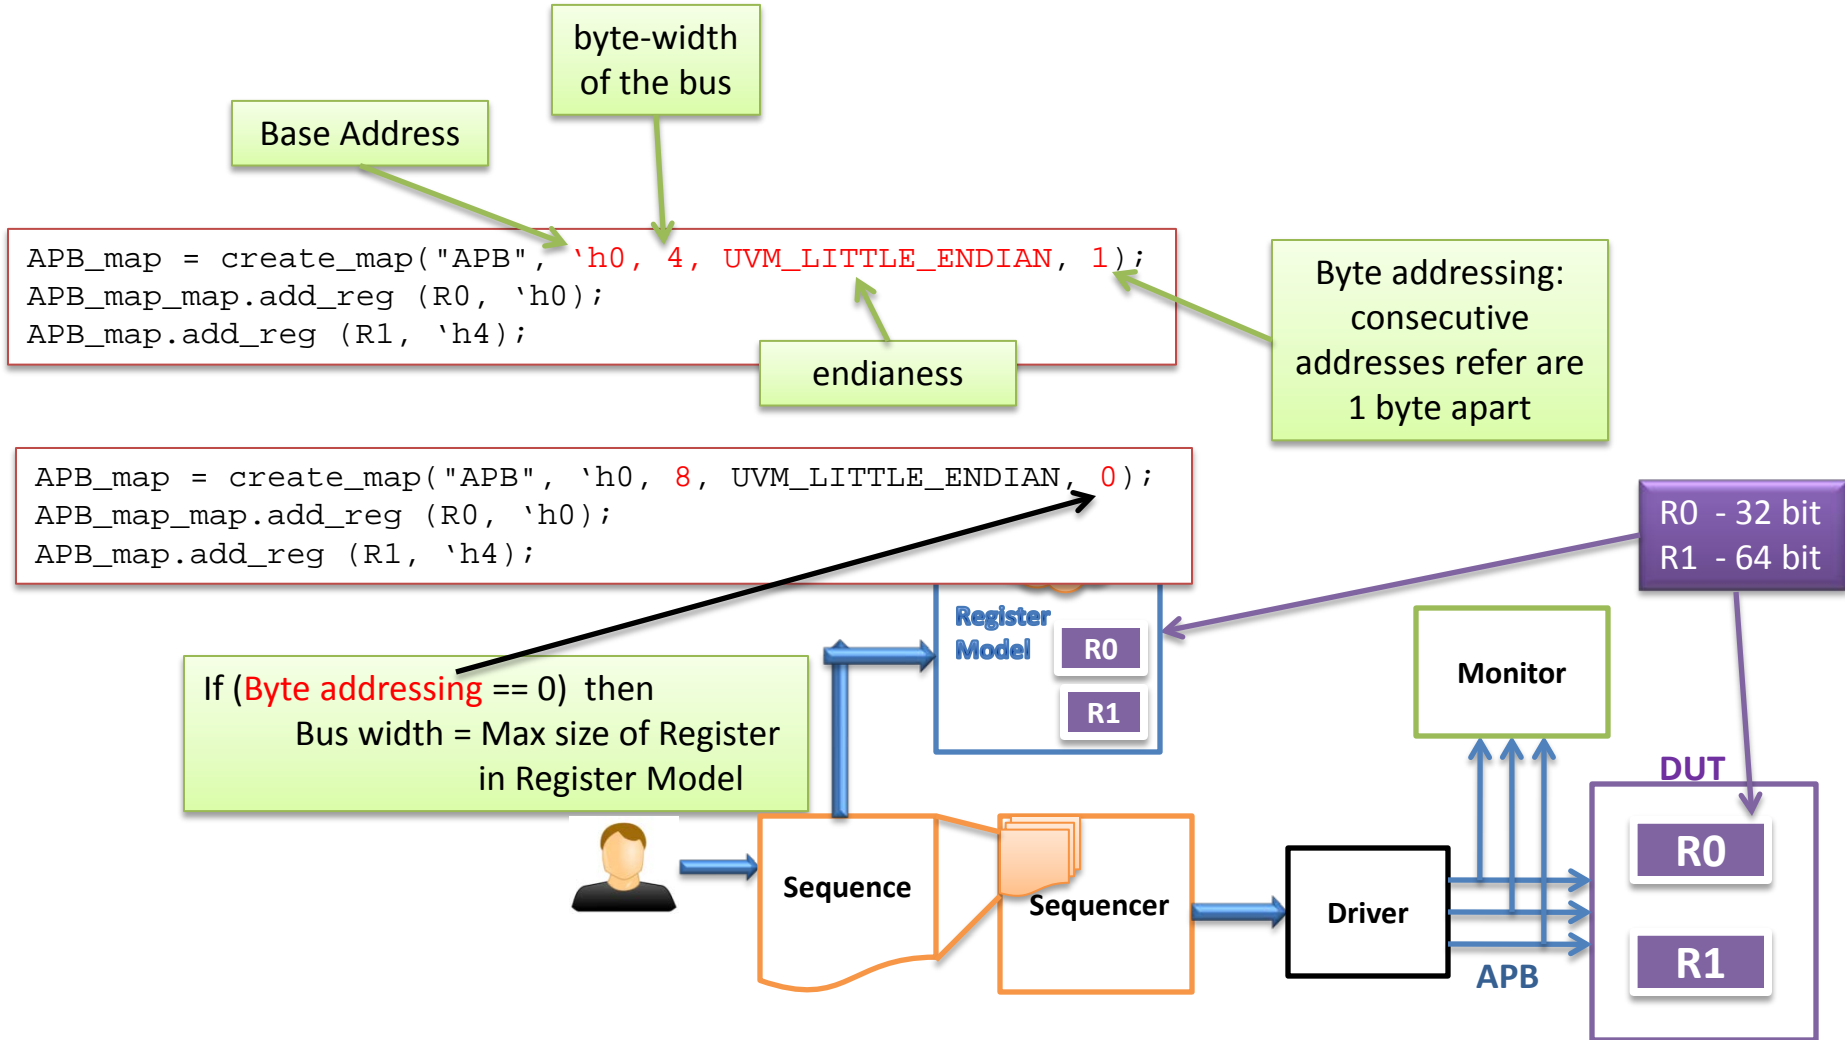 byte-width
of the bus
Base Address
APB_map = create_map("APB", ‘h0, 4, UVM_LITTLE_ENDIAN, 1);
APB_map_map.add_reg (R0, ‘h0);
APB_map.add_reg (R1, ‘h4);
endianess
Byte addressing:
consecutive
addresses refer are
1 byte apart
APB_map = create_map("APB", ‘h0, 8, UVM_LITTLE_ENDIAN, 0);
APB_map_map.add_reg (R0, ‘h0);
APB_map.add_reg (R1, ‘h4);
R0 - 32 bit
R1 - 64 bit
If (Byte addressing == 0) then
Bus width = Max size of Register
in Register Model
Register
Model
R0
R1
Monitor
DUT
R0
R1
Sequence
Sequencer
Driver
APB